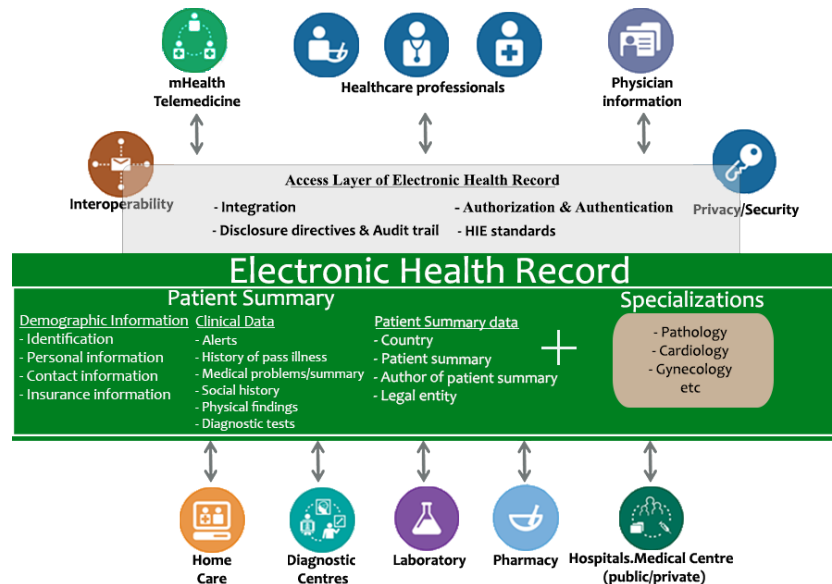 mHealth
Telemedicine
Healthcare professionals
Physician
information
Interoperability
Privacy/Security
Access Layer of Electronic Health Record
- Integration
- Authorization & Authentication
- Disclosure directives & Audit trail
- HIE standards
Electronic Health Record
Patient Summary
Specializations
Demographic Information
- Identification
- Personal information
- Contact information
- Insurance information
Clinical Data
- Alerts
- History of pass illness
- Medical problems/summary
- Social history
- Physical findings
- Diagnostic tests
Patient Summary data
- Country
- Patient summary
- Author of patient summary
- Legal entity
+
- Pathology
- Cardiology
- Gynecology
etc
Home
Care
Diagnostic
Centres
Laboratory
Pharmacy
Hospitals.Medical Centre
(public/private)